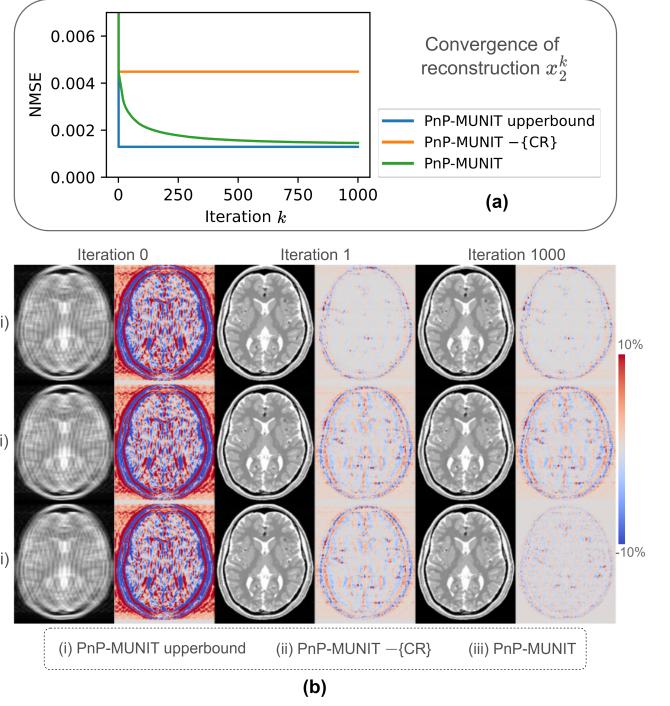 0.006
0.004
0.002
0.000
NMSE
0
250
500
750
1000
Iteration k
Convergence of
reconstruction x₂ᵏ
PnP-MUNIT upperbound
PnP-MUNIT −{CR}
PnP-MUNIT
(a)
Iteration 0 Iteration 1 Iteration 1000
i)
i)
i)
10%
-10%
(i) PnP-MUNIT upperbound (ii) PnP-MUNIT −{CR} (iii) PnP-MUNIT
(b)